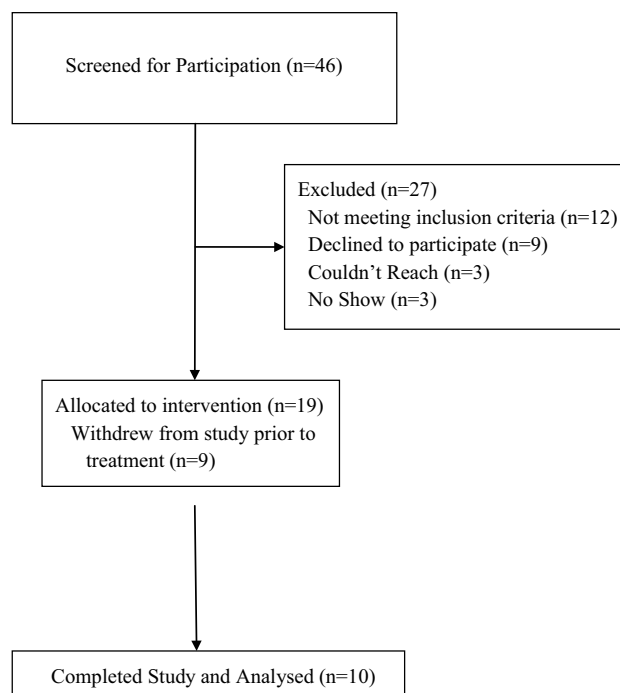 Screened for Participation (n=46)
Excluded (n=27)
Not meeting inclusion criteria (n=12)
Declined to participate (n=9)
Couldn’t Reach (n=3)
No Show (n=3)
Allocated to intervention (n=19)
Withdrew from study prior to
treatment (n=9)
Completed Study and Analysed (n=10)